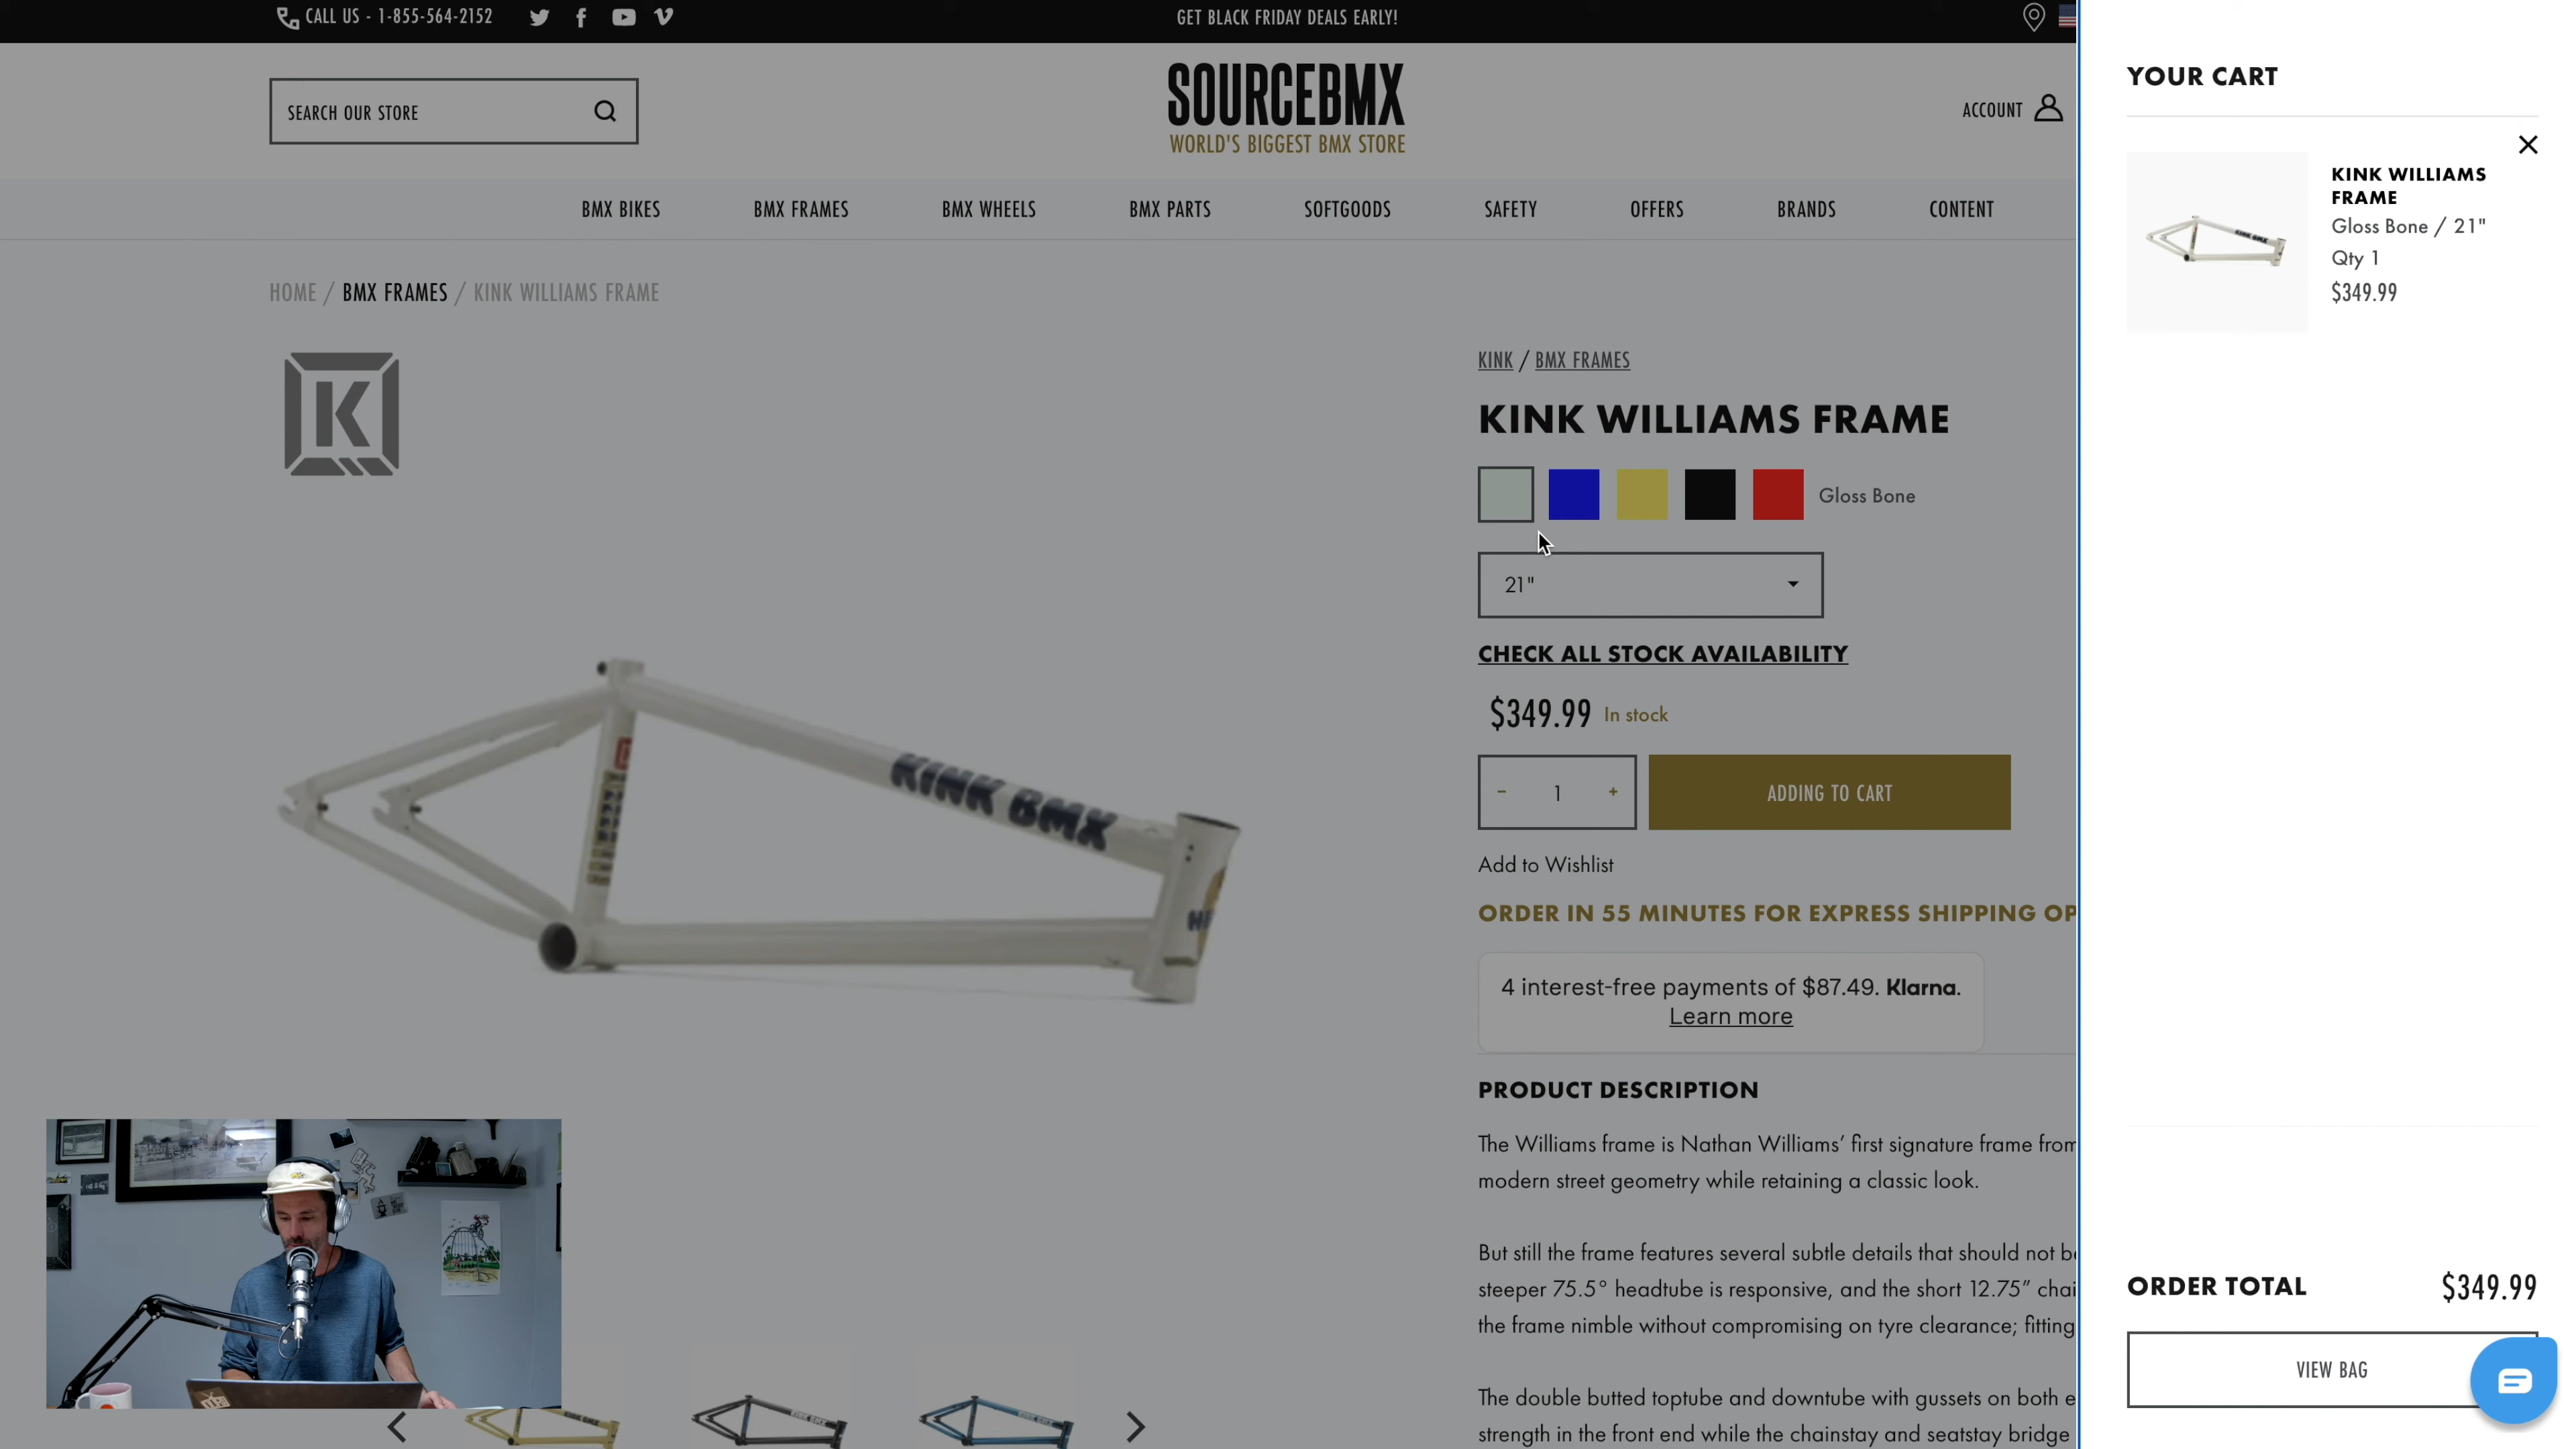 CALL US - 1-855-564-2152
GET BLACK FRIDAY DEALS EARLY!
SEARCH OUR STORE
SOURCEBMX
WORLD'S BIGGEST BMX STORE
ACCOUNT
BMX BIKES
BMX FRAMES
BMX WHEELS
BMX PARTS
SOFTGOODS
SAFETY
OFFERS
BRANDS
CONTENT
HOME / BMX FRAMES / KINK WILLIAMS FRAME
K
KINK BMX
KINK / BMX FRAMES
KINK WILLIAMS FRAME
Gloss Bone
21"
CHECK ALL STOCK AVAILABILITY
$349.99 In stock
- 1 +
ADDING TO CART
Add to Wishlist
ORDER IN 55 MINUTES FOR EXPRESS SHIPPING OP
4 interest-free payments of $87.49. Klarna.
Learn more
PRODUCT DESCRIPTION
The Williams frame is Nathan Williams’ first signature frame from
modern street geometry while retaining a classic look.
But still the frame features several subtle details that should not b
steeper 75.5° headtube is responsive, and the short 12.75” chai
the frame nimble without compromising on tyre clearance; fitting
The double butted toptube and downtube with gussets on both e
strength in the front end while the chainstay and seatstay bridge
YOUR CART
KINK WILLIAMS
FRAME
Gloss Bone / 21"
Qty 1
$349.99
KINK BMX
ORDER TOTAL
$349.99
VIEW BAG